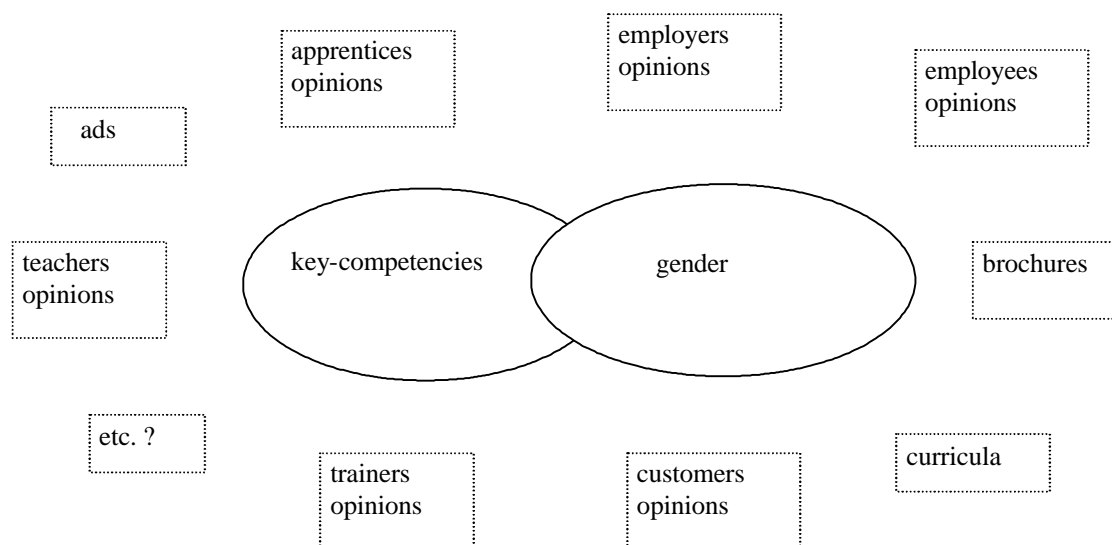 apprentices
opinions
employers
opinions
employees
opinions
ads
teachers
opinions
key-competencies
gender
brochures
etc. ?
trainers
opinions
customers
opinions
curricula